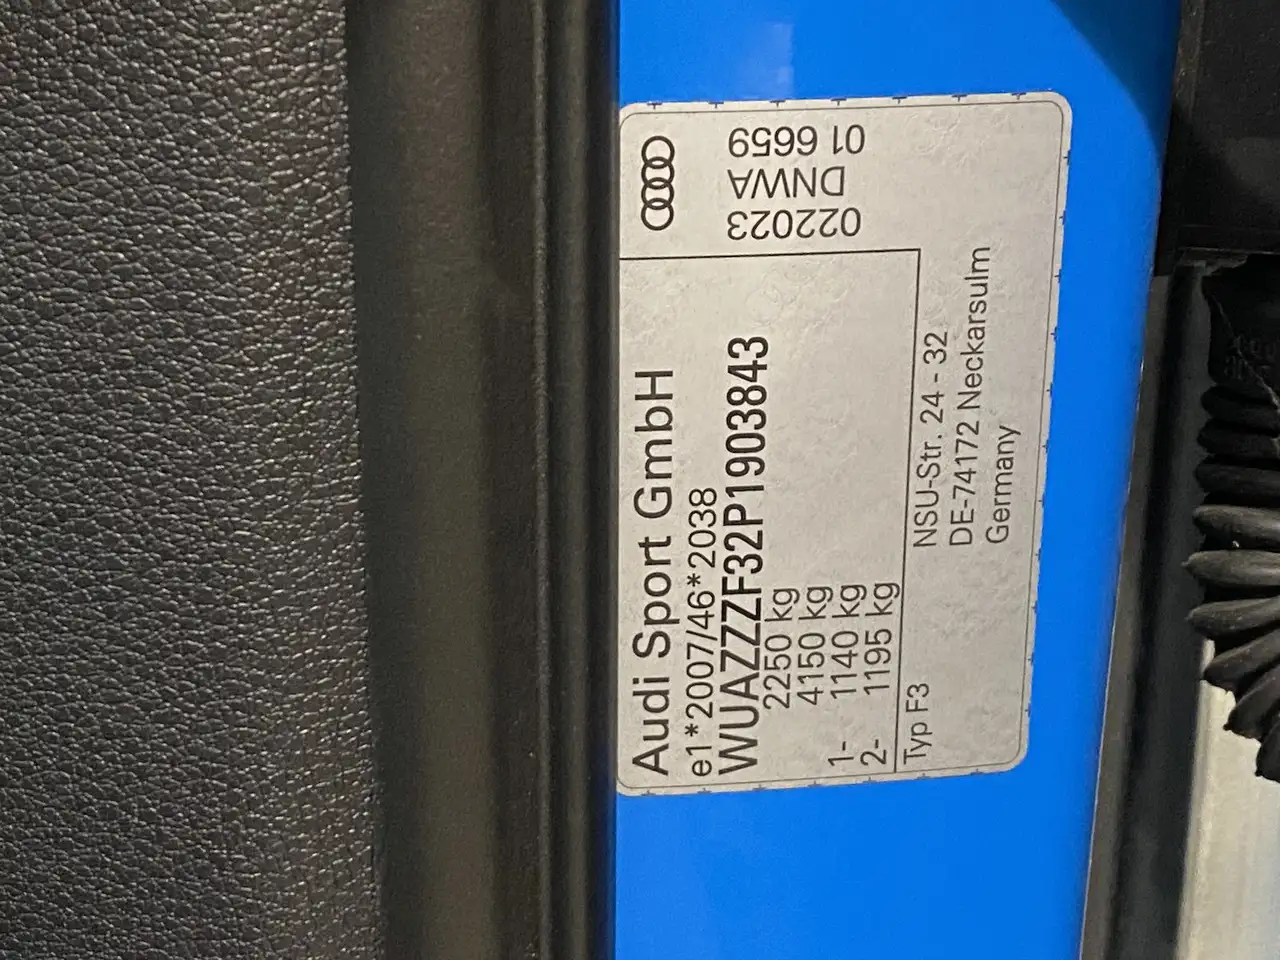 Audi Sport GmbH
e1*2007/46*2038
WUAZZZF32P1903843
2250 kg
4150 kg
1- 1140 kg
2- 1195 kg
Typ F3
NSU-Str. 24 - 32
DE-74172 Neckarsulm
Germany
022023
DNWA
01 6659